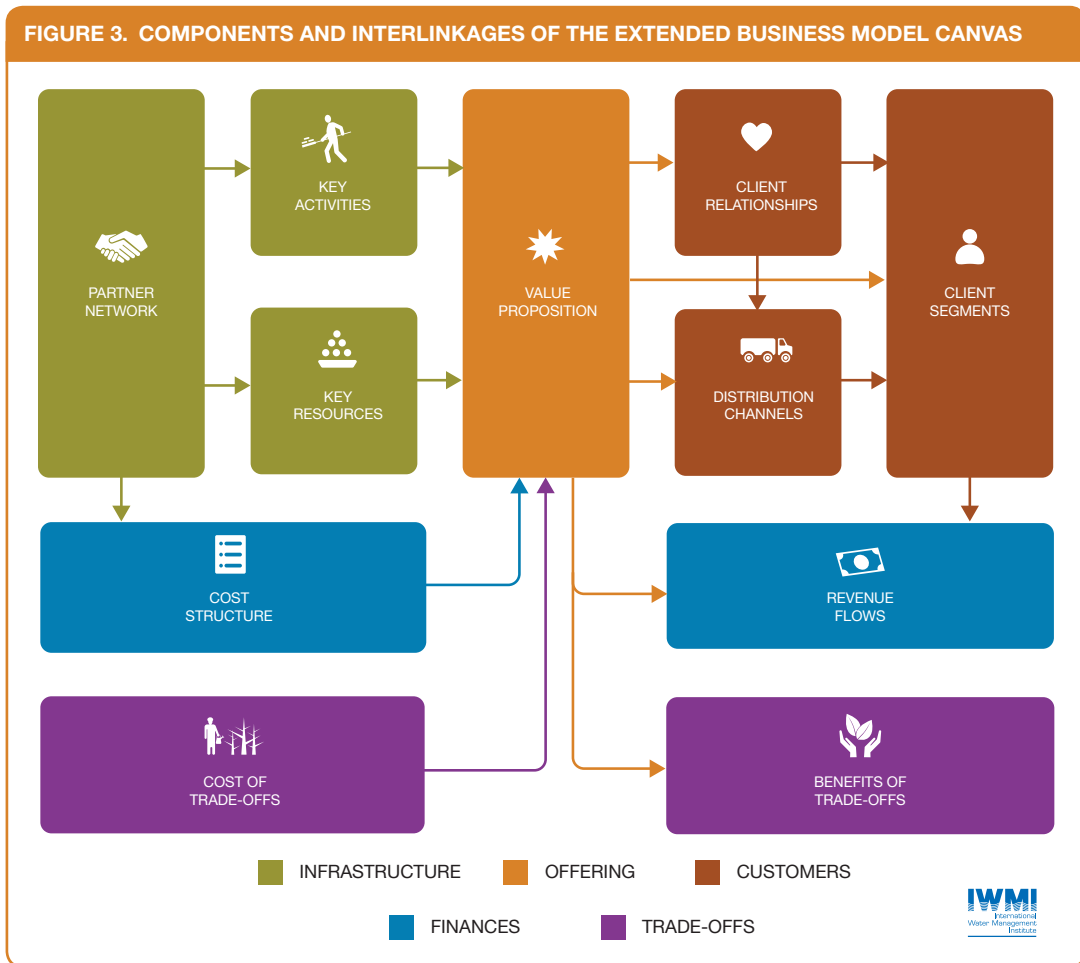 FIGURE 3. COMPONENTS AND INTERLINKAGES OF THE EXTENDED BUSINESS MODEL CANVAS
PARTNER
NETWORK
KEY
ACTIVITIES
KEY
RESOURCES
VALUE
PROPOSITION
CLIENT
RELATIONSHIPS
DISTRIBUTION
CHANNELS
CLIENT
SEGMENTS
COST
STRUCTURE
REVENUE
FLOWS
COST OF
TRADE-OFFS
BENEFITS OF
TRADE-OFFS
INFRASTRUCTURE
OFFERING
CUSTOMERS
FINANCES
TRADE-OFFS
IWMI
International
Water Management
Institute